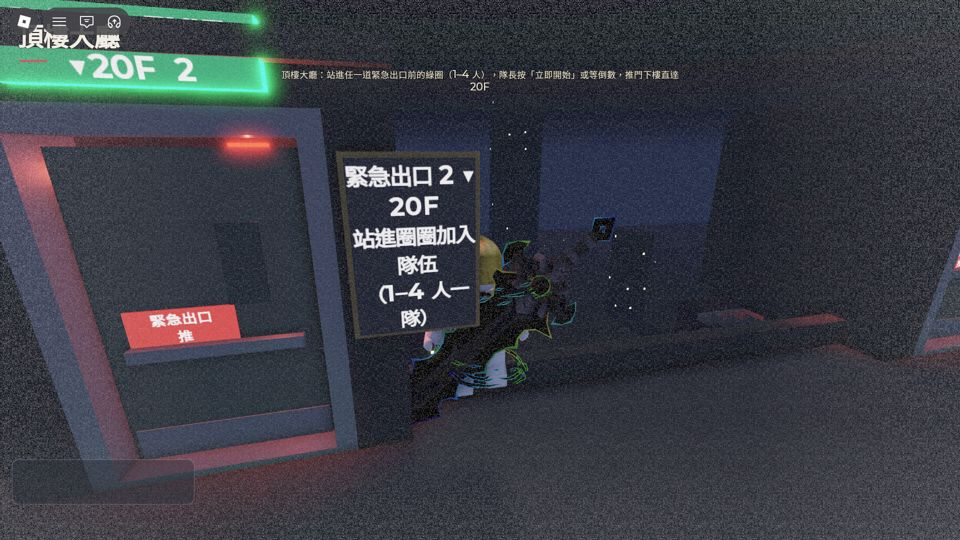 頂樓大廳
▼20F 2
頂樓大廳：站進任一道緊急出口前的綠圈（1–4 人），隊長按「立即開始」或等倒數，推門下樓直達
20F
緊急出口 2 ▼
20F
站進圈圈加入
隊伍
（1–4 人一
隊）
緊急出口
推